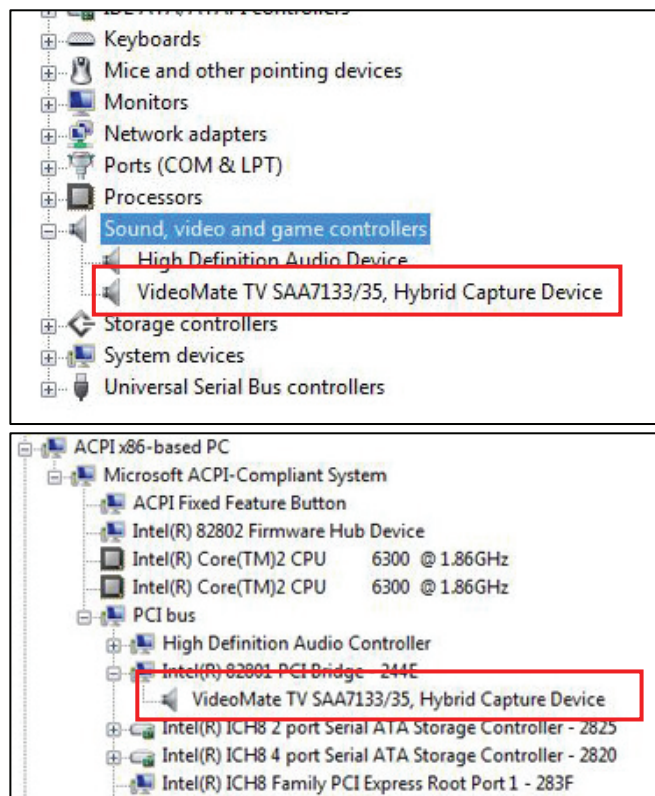 IDE ATA/ATAPI controllers
Keyboards
Mice and other pointing devices
Monitors
Network adapters
Ports (COM & LPT)
Processors
Sound, video and game controllers
High Definition Audio Device
VideoMate TV SAA7133/35, Hybrid Capture Device
Storage controllers
System devices
Universal Serial Bus controllers
ACPI x86-based PC
Microsoft ACPI-Compliant System
ACPI Fixed Feature Button
Intel(R) 82802 Firmware Hub Device
Intel(R) Core(TM)2 CPU 6300 @ 1.86GHz
Intel(R) Core(TM)2 CPU 6300 @ 1.86GHz
PCI bus
High Definition Audio Controller
Intel(R) 82801 PCI Bridge - 244E
VideoMate TV SAA7133/35, Hybrid Capture Device
Intel(R) ICH8 2 port Serial ATA Storage Controller - 2825
Intel(R) ICH8 4 port Serial ATA Storage Controller - 2820
Intel(R) ICH8 Family PCI Express Root Port 1 - 283F